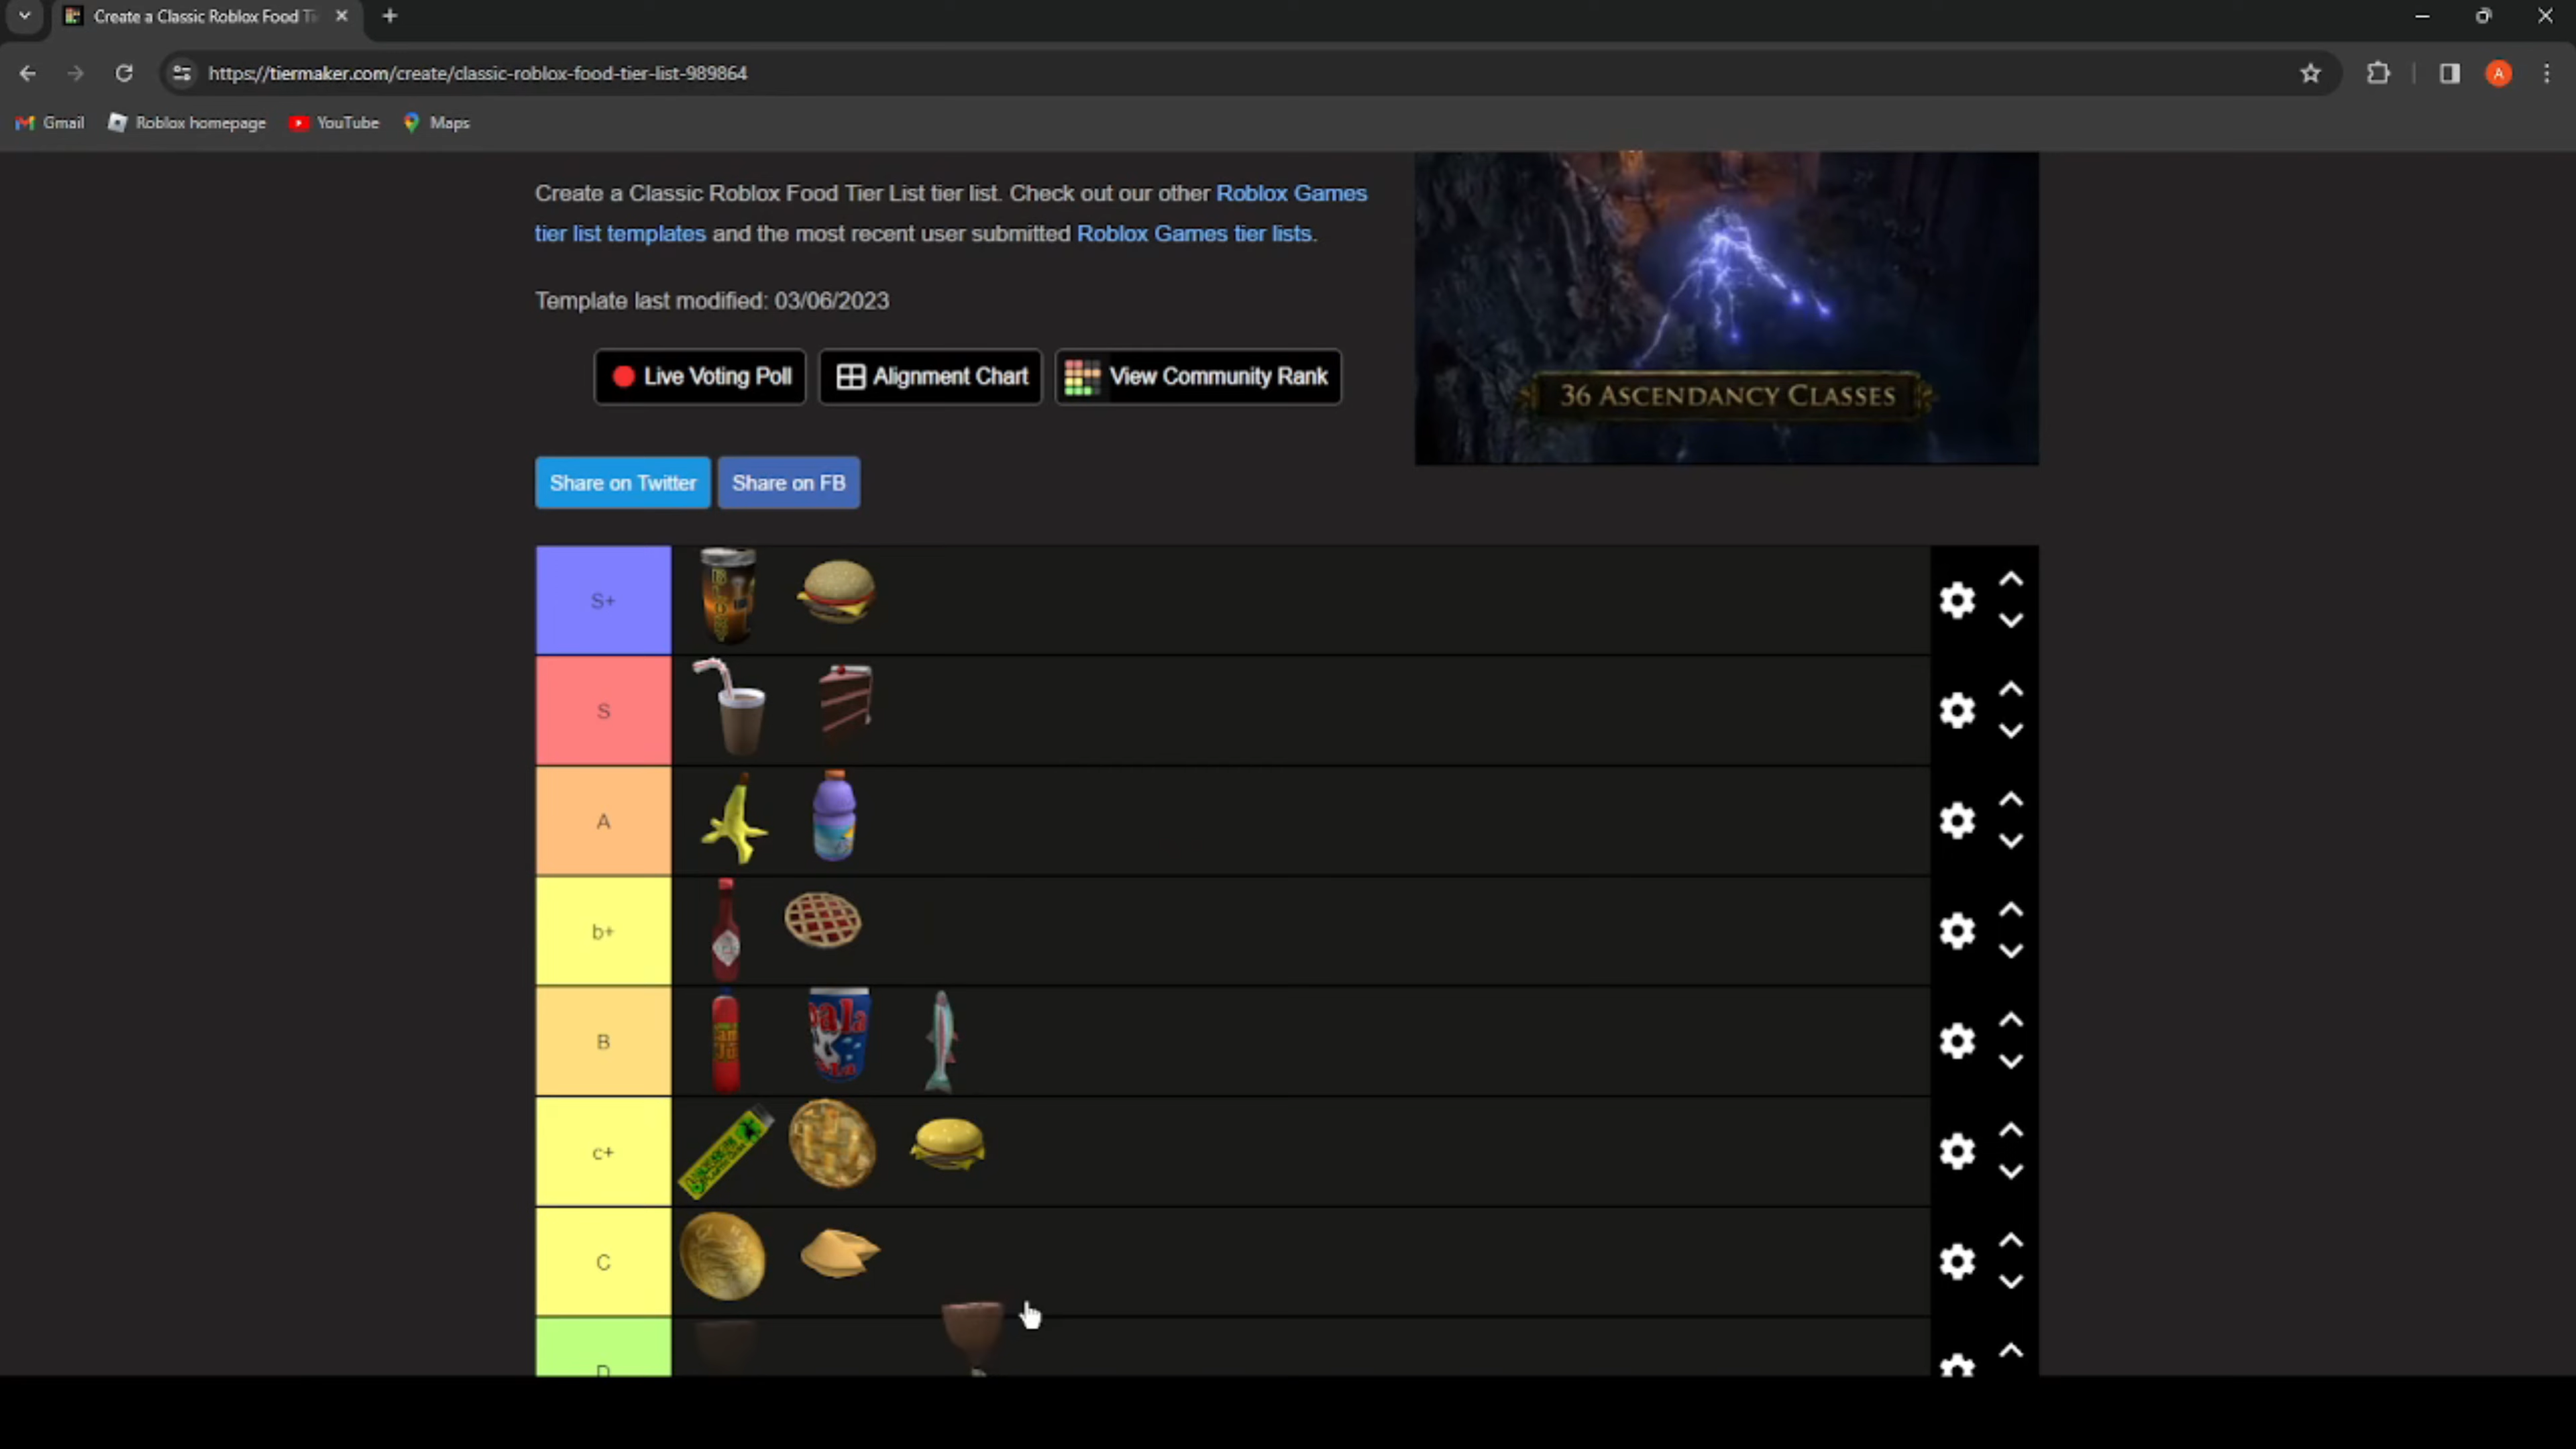 Create a Classic Roblox Food Ti
https://tiermaker.com/create/classic-roblox-food-tier-list-989864
A
Gmail
Roblox homepage
YouTube
Maps
Create a Classic Roblox Food Tier List tier list. Check out our other Roblox Games
tier list templates and the most recent user submitted Roblox Games tier lists.
Template last modified: 03/06/2023
Live Voting Poll
Alignment Chart
View Community Rank
36 ASCENDANCY CLASSES
Share on Twitter
Share on FB
S+
S
A
b+
B
c+
C
D